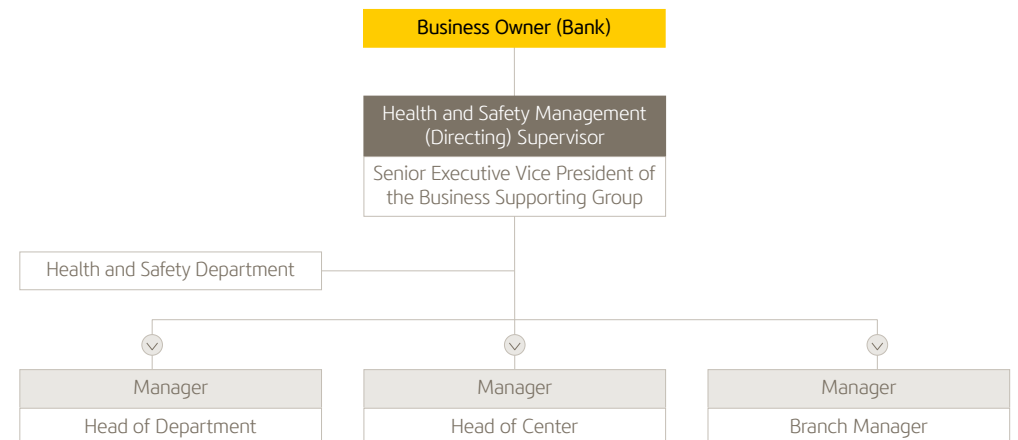 Business Owner (Bank)
Health and Safety Management
(Directing) Supervisor
Senior Executive Vice President of
the Business Supporting Group
Health and Safety Department
Manager
Head of Department
Manager
Head of Center
Manager
Branch Manager